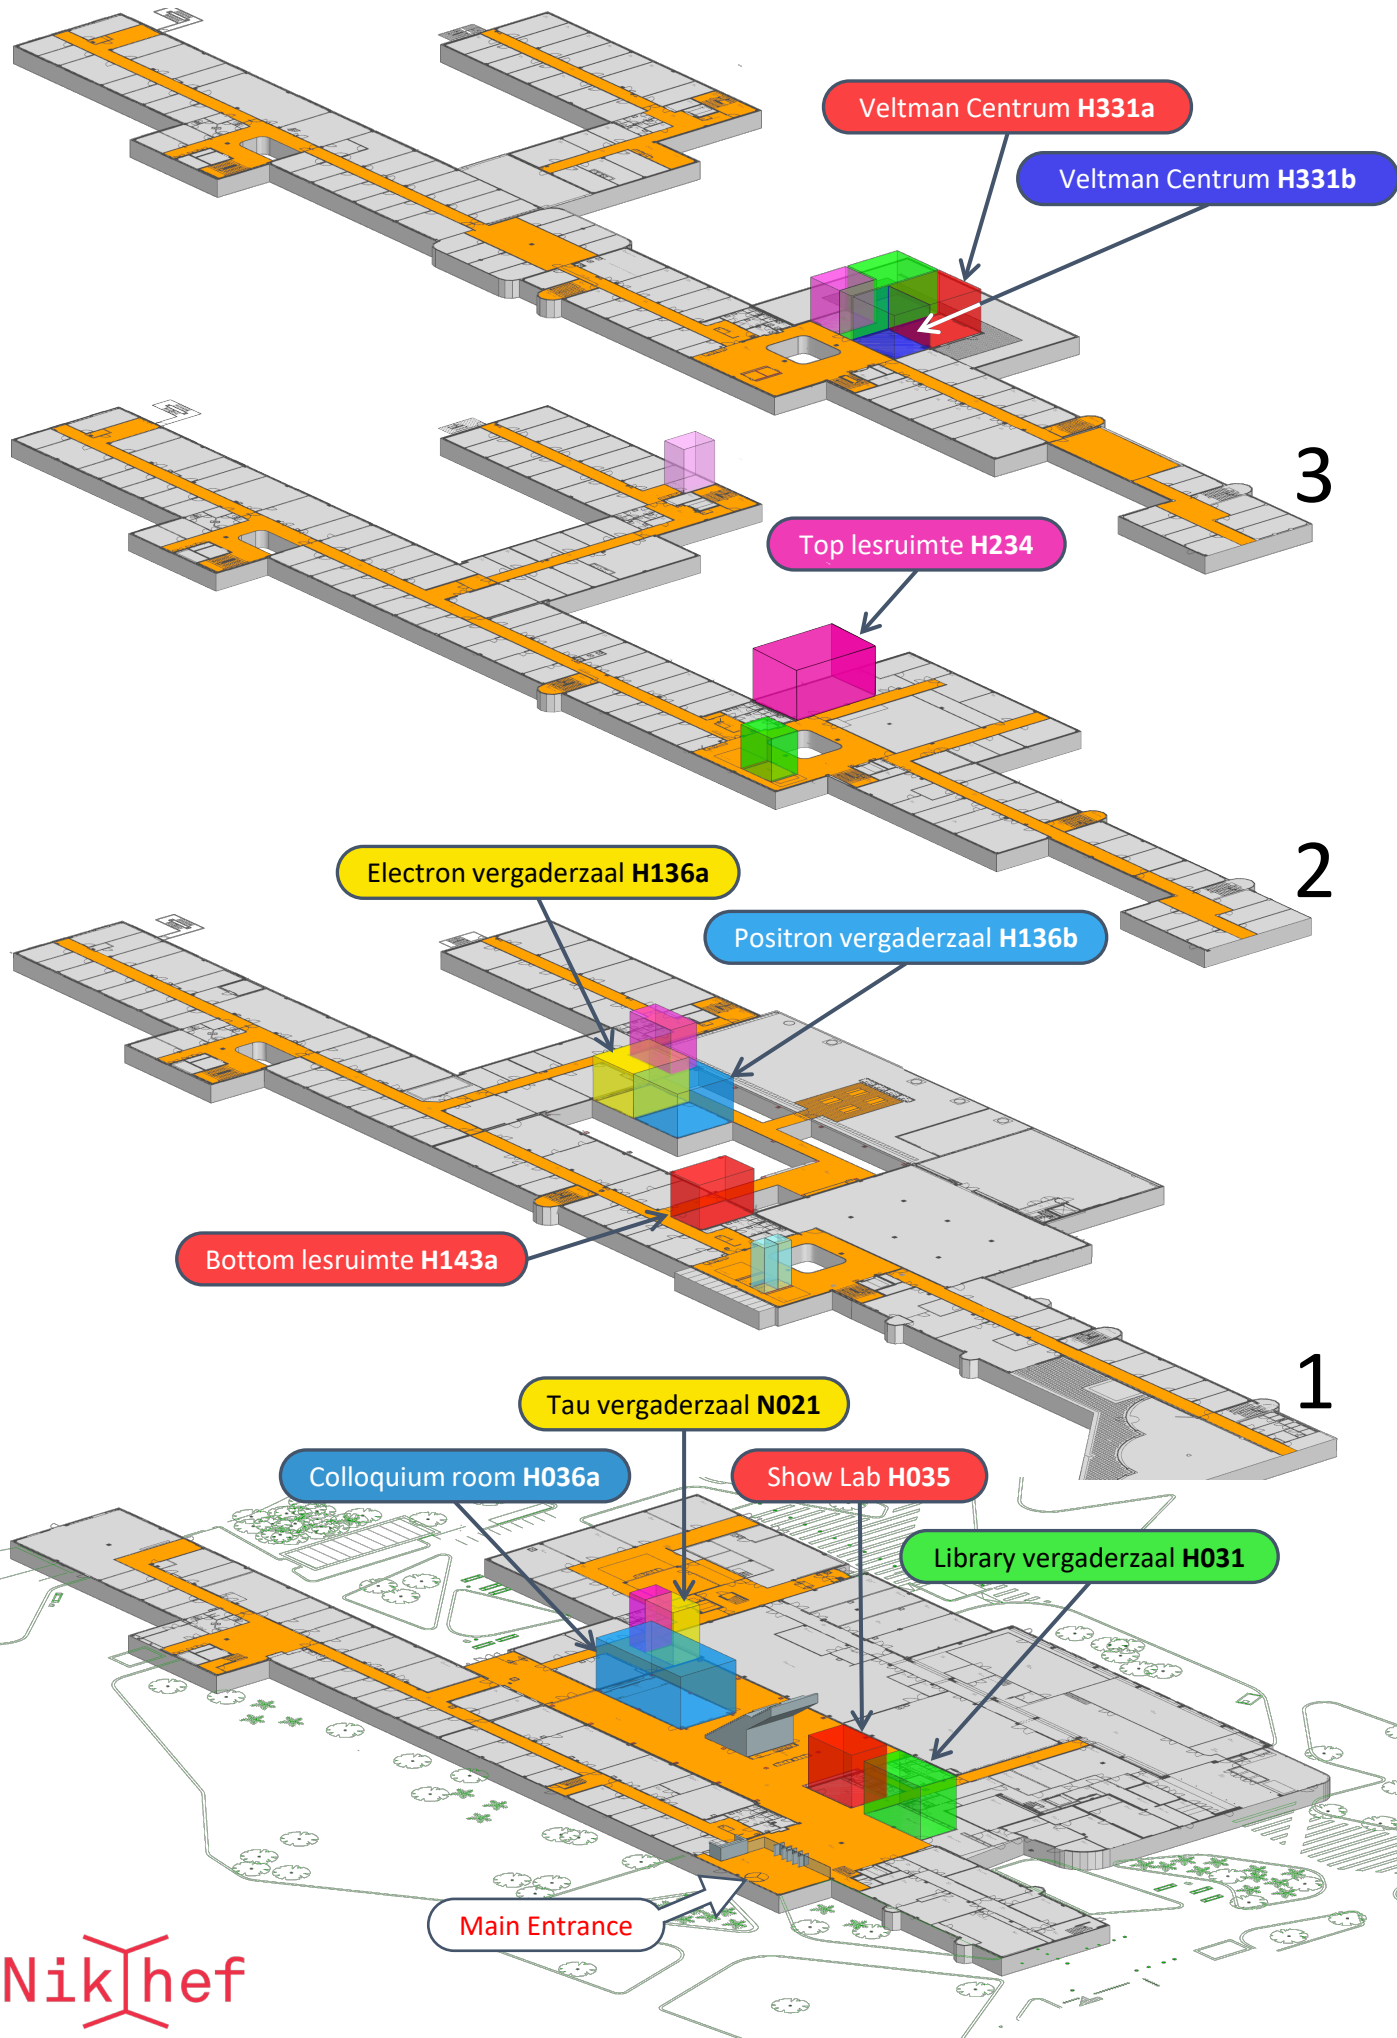 Veltman Centrum H331a
Veltman Centrum H331b
3
Top lesruimte H234
2
Electron vergaderzaal H136a
Positron vergaderzaal H136b
Bottom lesruimte H143a
1
Tau vergaderzaal N021
Colloquium room H036a
Show Lab H035
Library vergaderzaal H031
Main Entrance
Nikhef